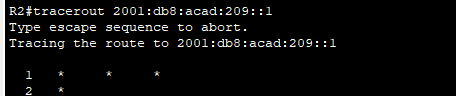 R2#tracerout 2001:db8:acad:209::1
Type escape sequence to abort.
Tracing the route to 2001:db8:acad:209::1
1 * * *
2 *